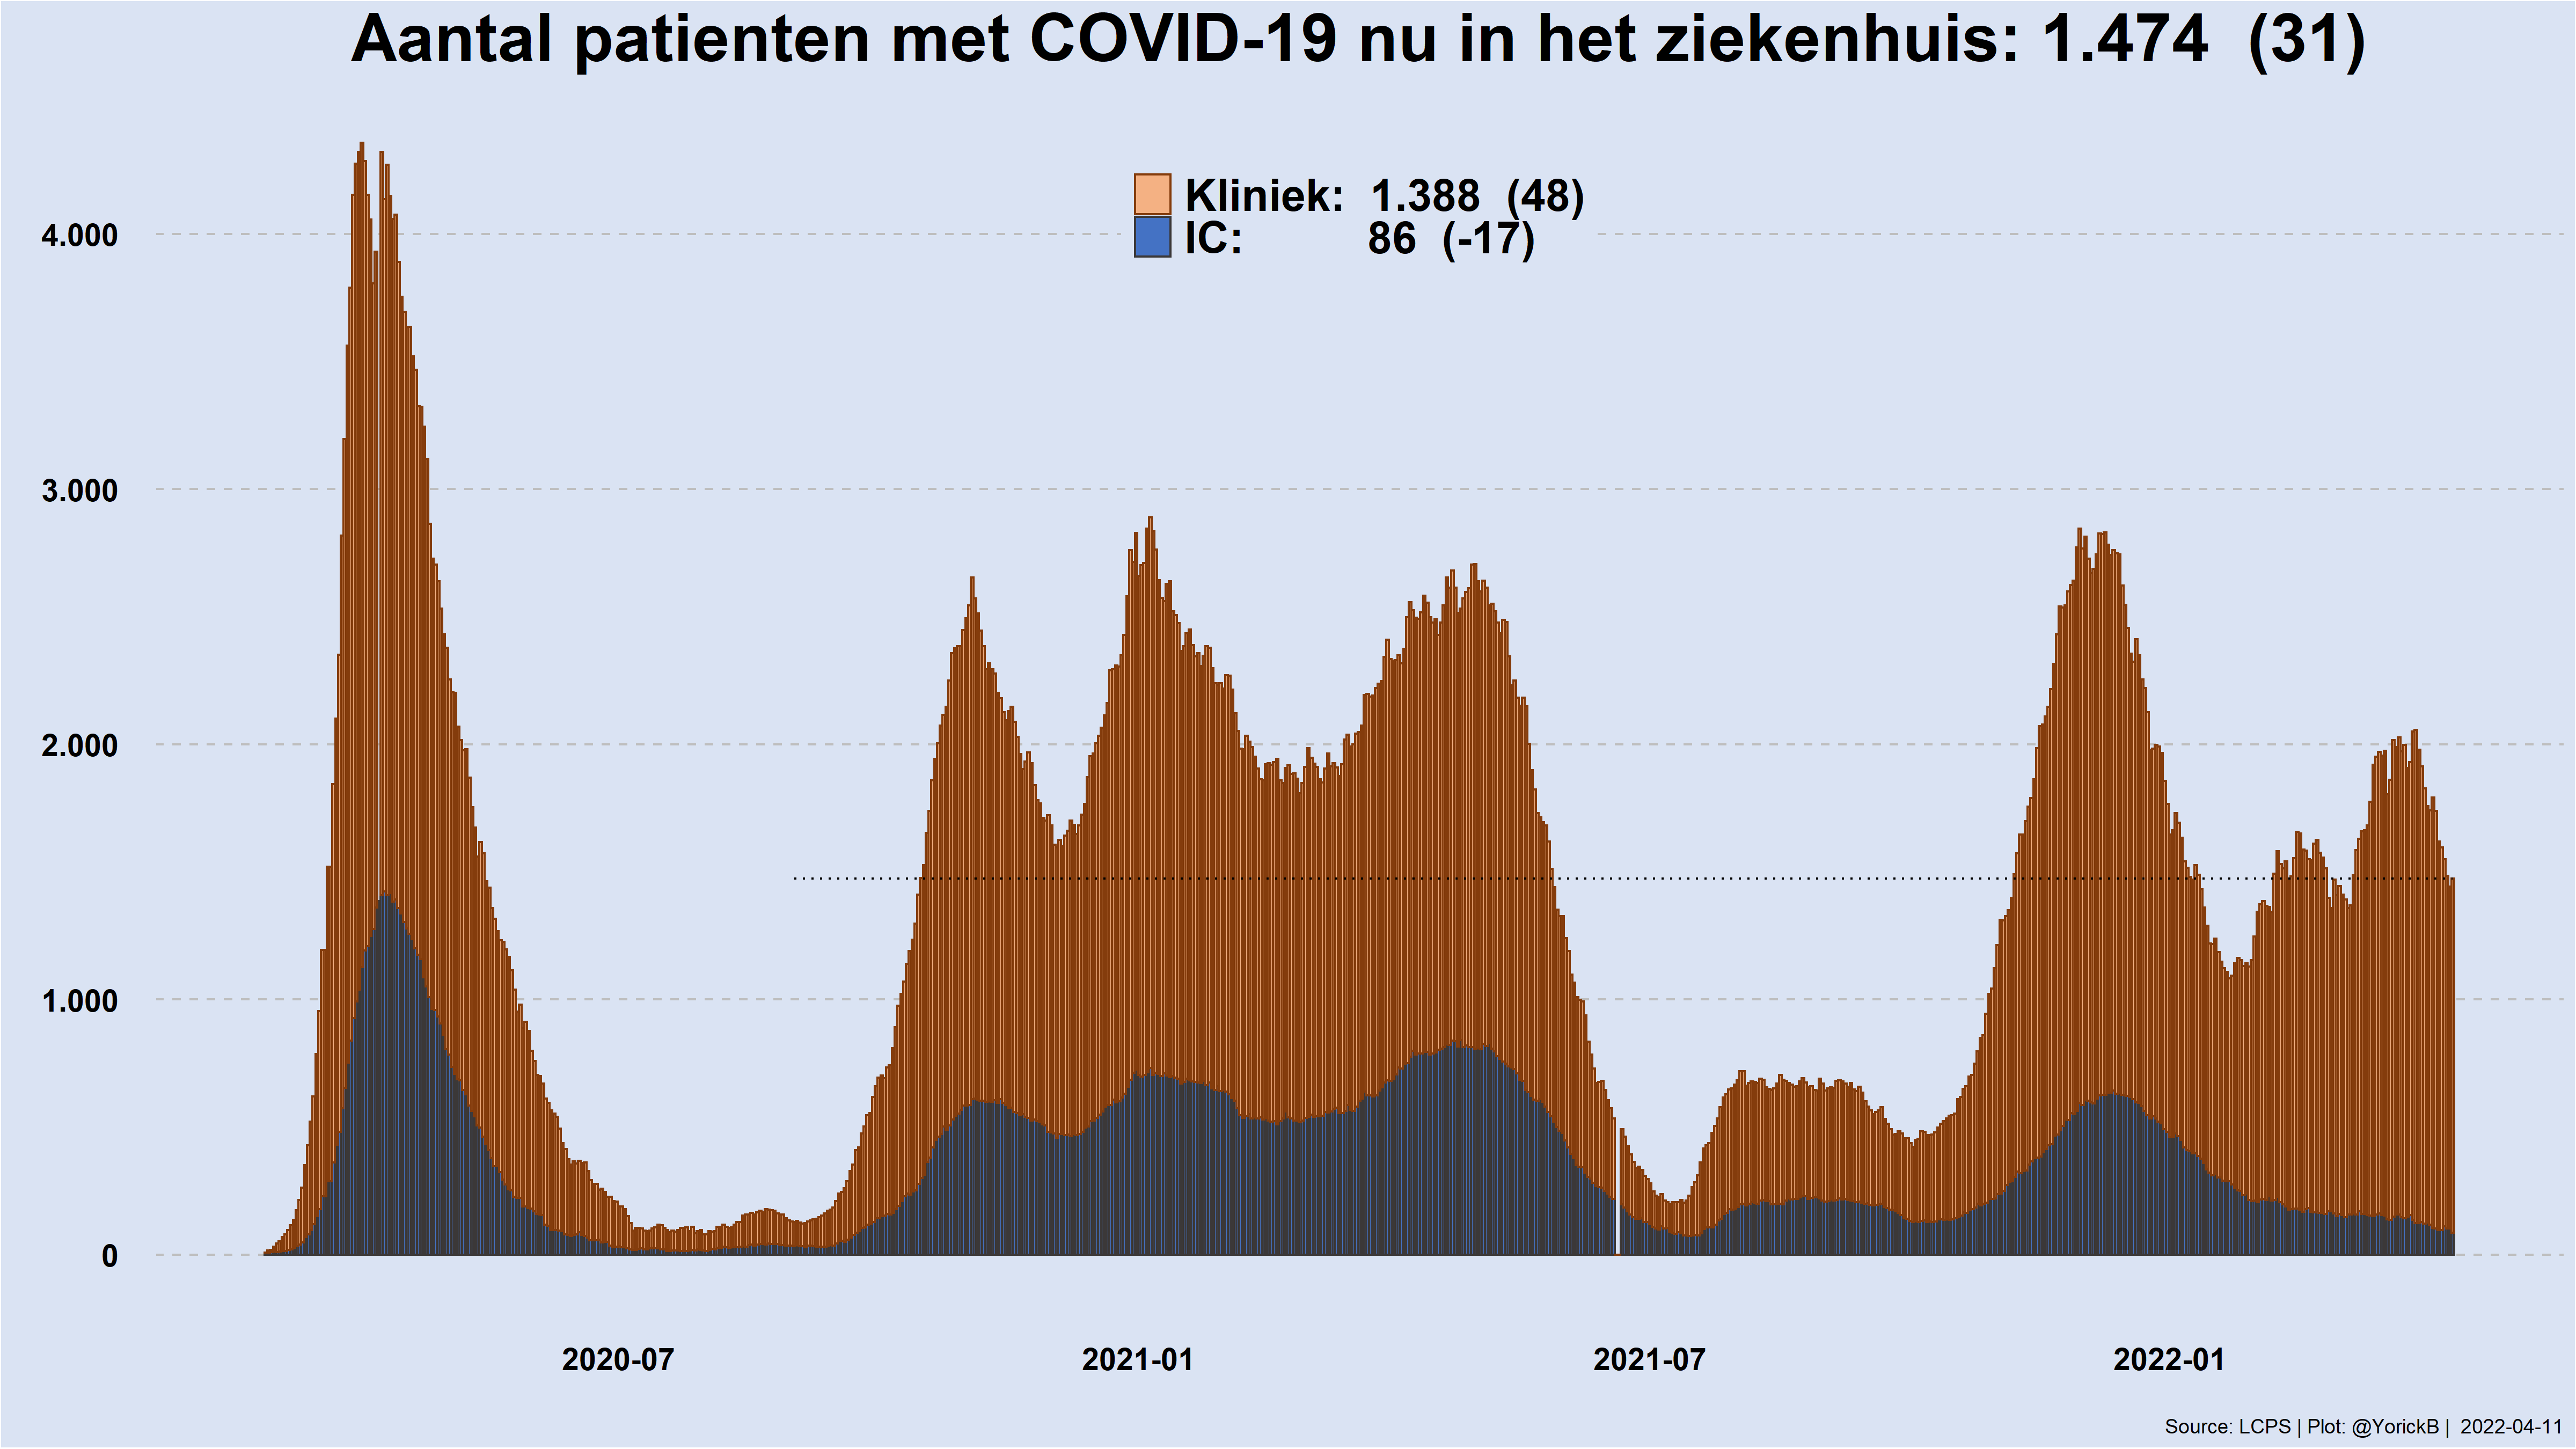 Aantal patienten met COVID-19 nu in het ziekenhuis: 1.474 (31)
Kliniek: 1.388 (48)
IC: 86 (-17)
4.000
3.000
2.000
1.000
0
2020-07 2021-01 2021-07 2022-01
Source: LCPS | Plot: @YorickB | 2022-04-11